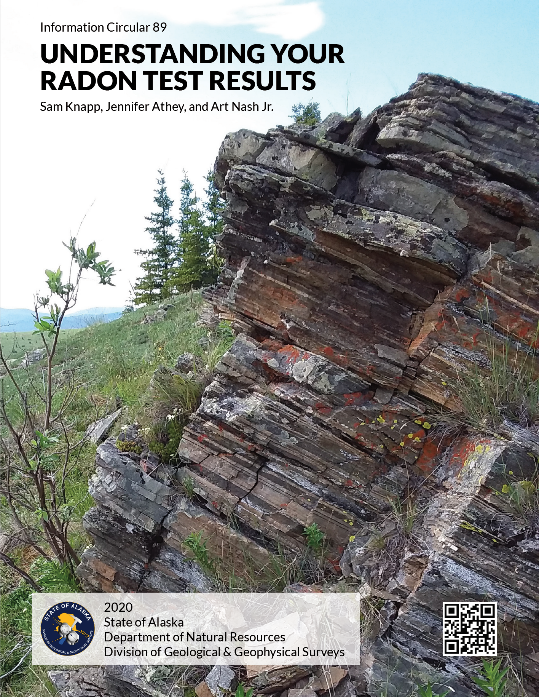 Information Circular 89
UNDERSTANDING YOUR
RADON TEST RESULTS
Sam Knapp, Jennifer Athey, and Art Nash Jr.
STATE OF ALASKA
2020
State of Alaska
Department of Natural Resources
Division of Geological & Geophysical Surveys